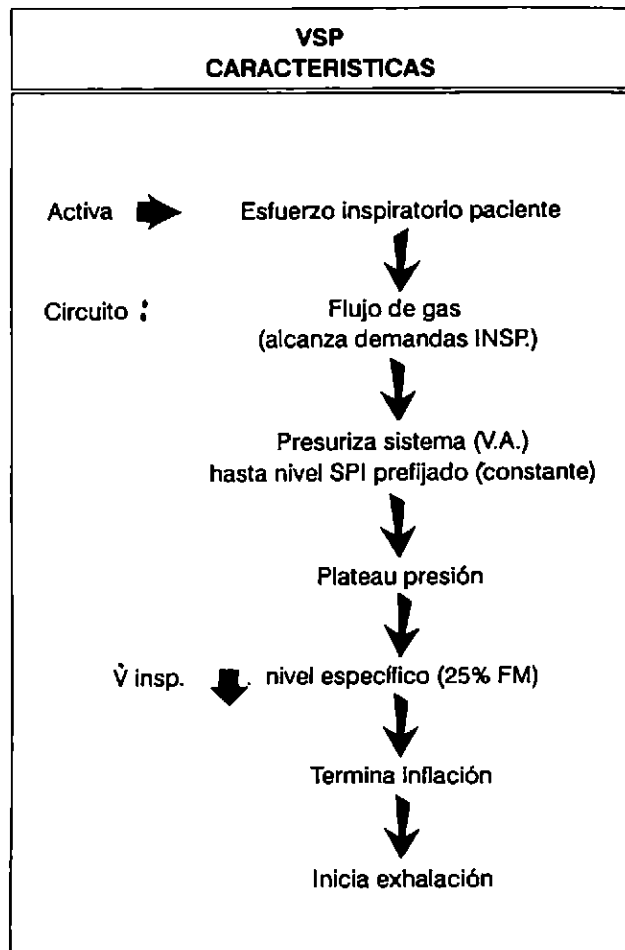 VSP
CARACTERISTICAS
Activa Esfuerzo inspiratorio paciente
Circuito : Flujo de gas
(alcanza demandas INSP.)
Presuriza sistema (V.A.)
hasta nivel SPI prefijado (constante)
Plateau presión
V̇ insp. nivel específico (25% FM)
Termina inflación
Inicia exhalación